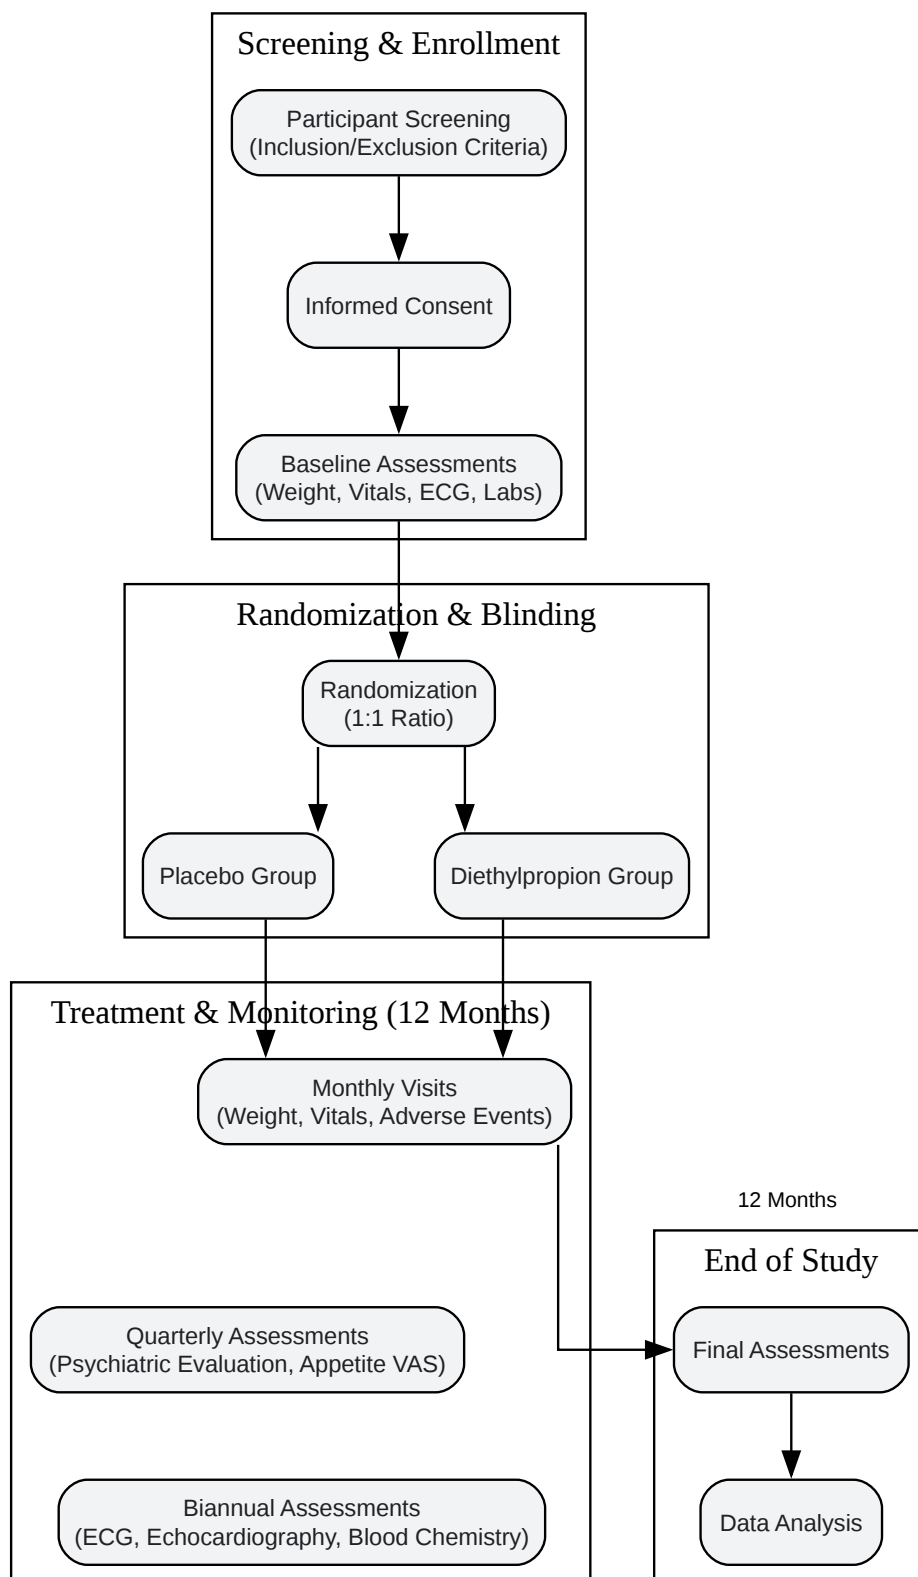 Screening & Enrollment
Participant Screening
(Inclusion/Exclusion Criteria)
Informed Consent
Baseline Assessments
(Weight, Vitals, ECG, Labs)
Randomization & Blinding
Randomization
(1:1 Ratio)
Placebo Group
Diethylpropion Group
Treatment & Monitoring (12 Months)
Monthly Visits
(Weight, Vitals, Adverse Events)
Quarterly Assessments
(Psychiatric Evaluation, Appetite VAS)
Biannual Assessments
(ECG, Echocardiography, Blood Chemistry)
12 Months
End of Study
Final Assessments
Data Analysis